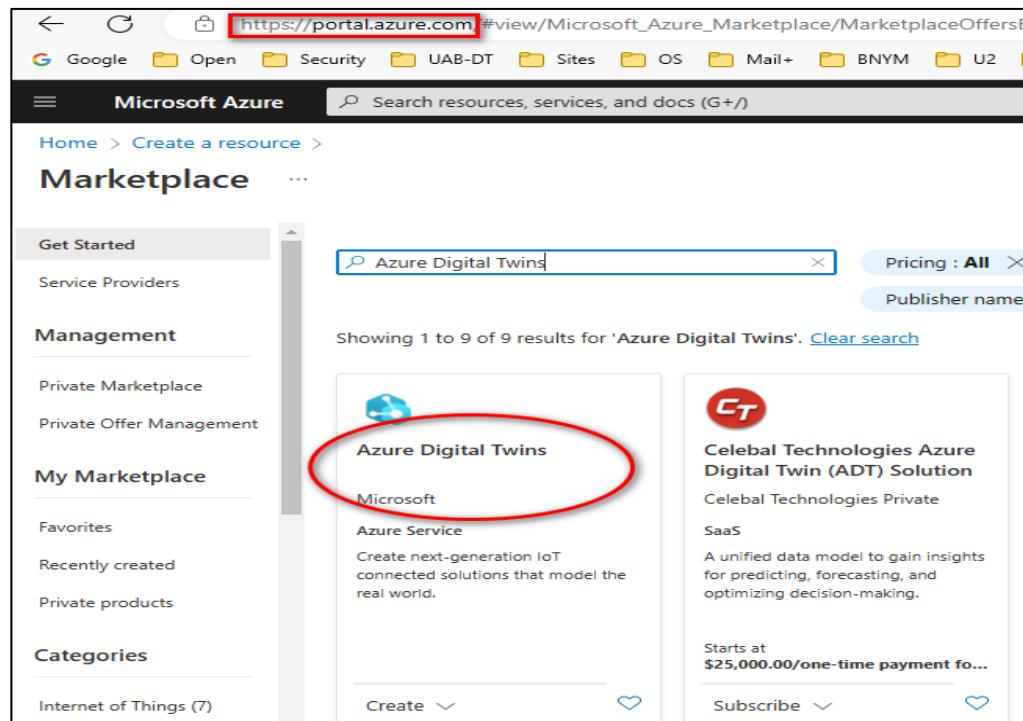 https://portal.azure.com/#view/Microsoft_Azure_Marketplace/MarketplaceOffersB
Google Open Security UAB-DT Sites OS Mail+ BNYM U2
Microsoft Azure
Search resources, services, and docs (G+/)
Home > Create a resource >
Marketplace ...
Get Started
Service Providers
Management
Private Marketplace
Private Offer Management
My Marketplace
Favorites
Recently created
Private products
Categories
Internet of Things (7)
Azure Digital Twins
Pricing : All
Publisher name
Showing 1 to 9 of 9 results for 'Azure Digital Twins'. Clear search
Azure Digital Twins
Microsoft
Azure Service
Create next-generation IoT
connected solutions that model the
real world.
Create
CT
Celebal Technologies Azure
Digital Twin (ADT) Solution
Celebal Technologies Private
SaaS
A unified data model to gain insights
for predicting, forecasting, and
optimizing decision-making.
Starts at
$25,000.00/one-time payment fo...
Subscribe